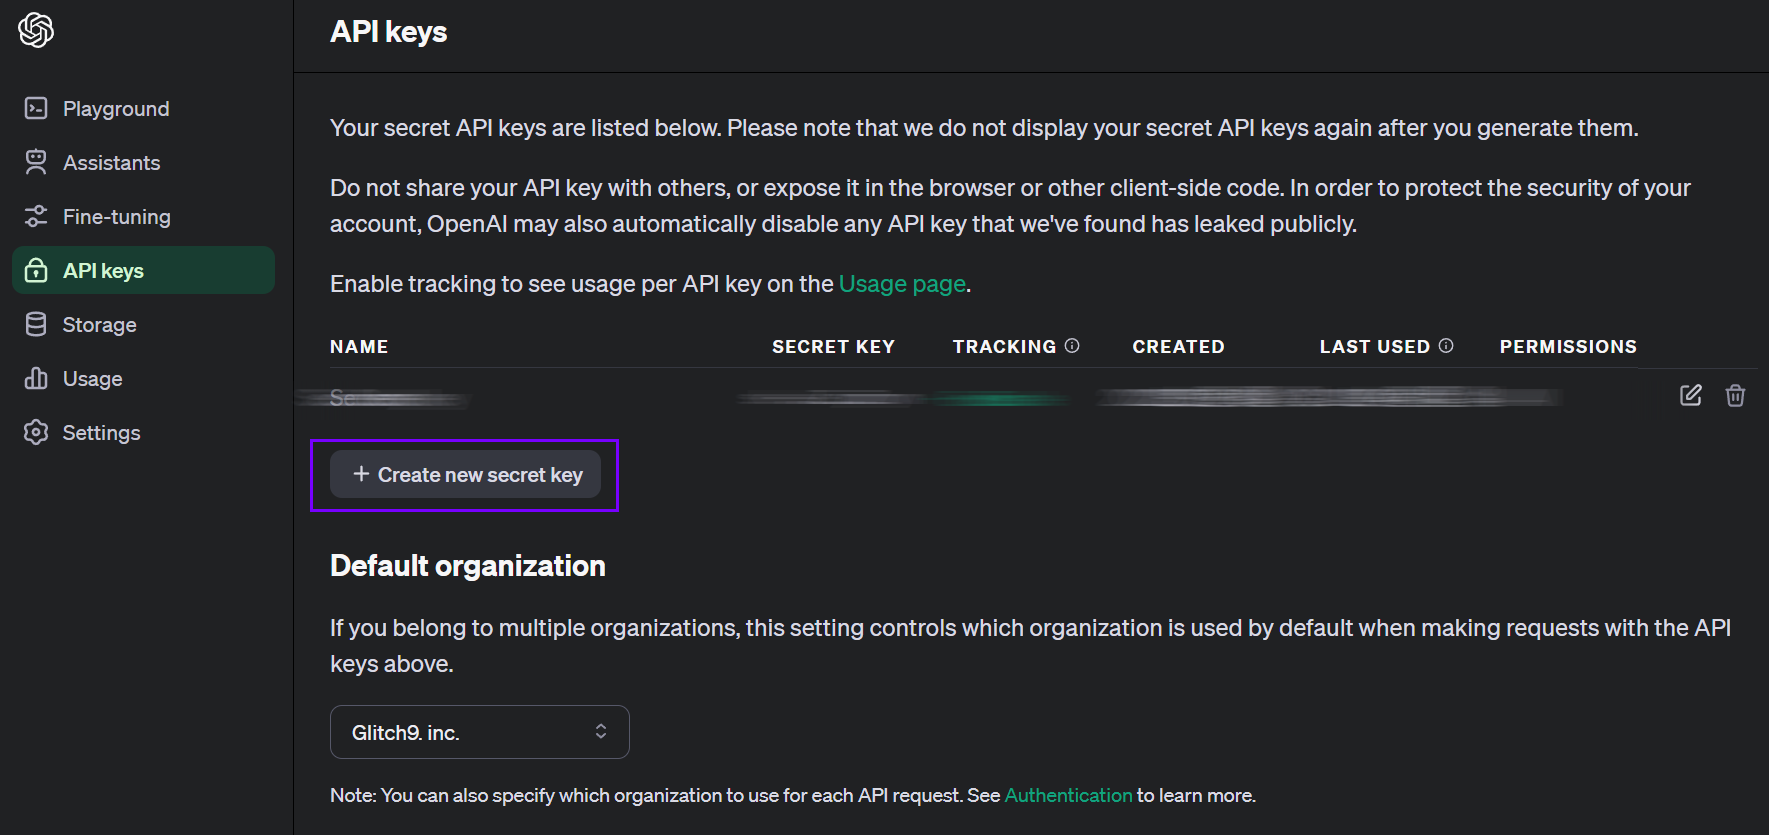 API keys
Playground
Assistants
Fine-tuning
API keys
Storage
Usage
Settings
Your secret API keys are listed below. Please note that we do not display your secret API keys again after you generate them.
Do not share your API key with others, or expose it in the browser or other client-side code. In order to protect the security of your
account, OpenAI may also automatically disable any API key that we've found has leaked publicly.
Enable tracking to see usage per API key on the Usage page.
NAME SECRET KEY TRACKING CREATED LAST USED PERMISSIONS
+ Create new secret key
Default organization
If you belong to multiple organizations, this setting controls which organization is used by default when making requests with the API
keys above.
Glitch9. inc.
Note: You can also specify which organization to use for each API request. See Authentication to learn more.